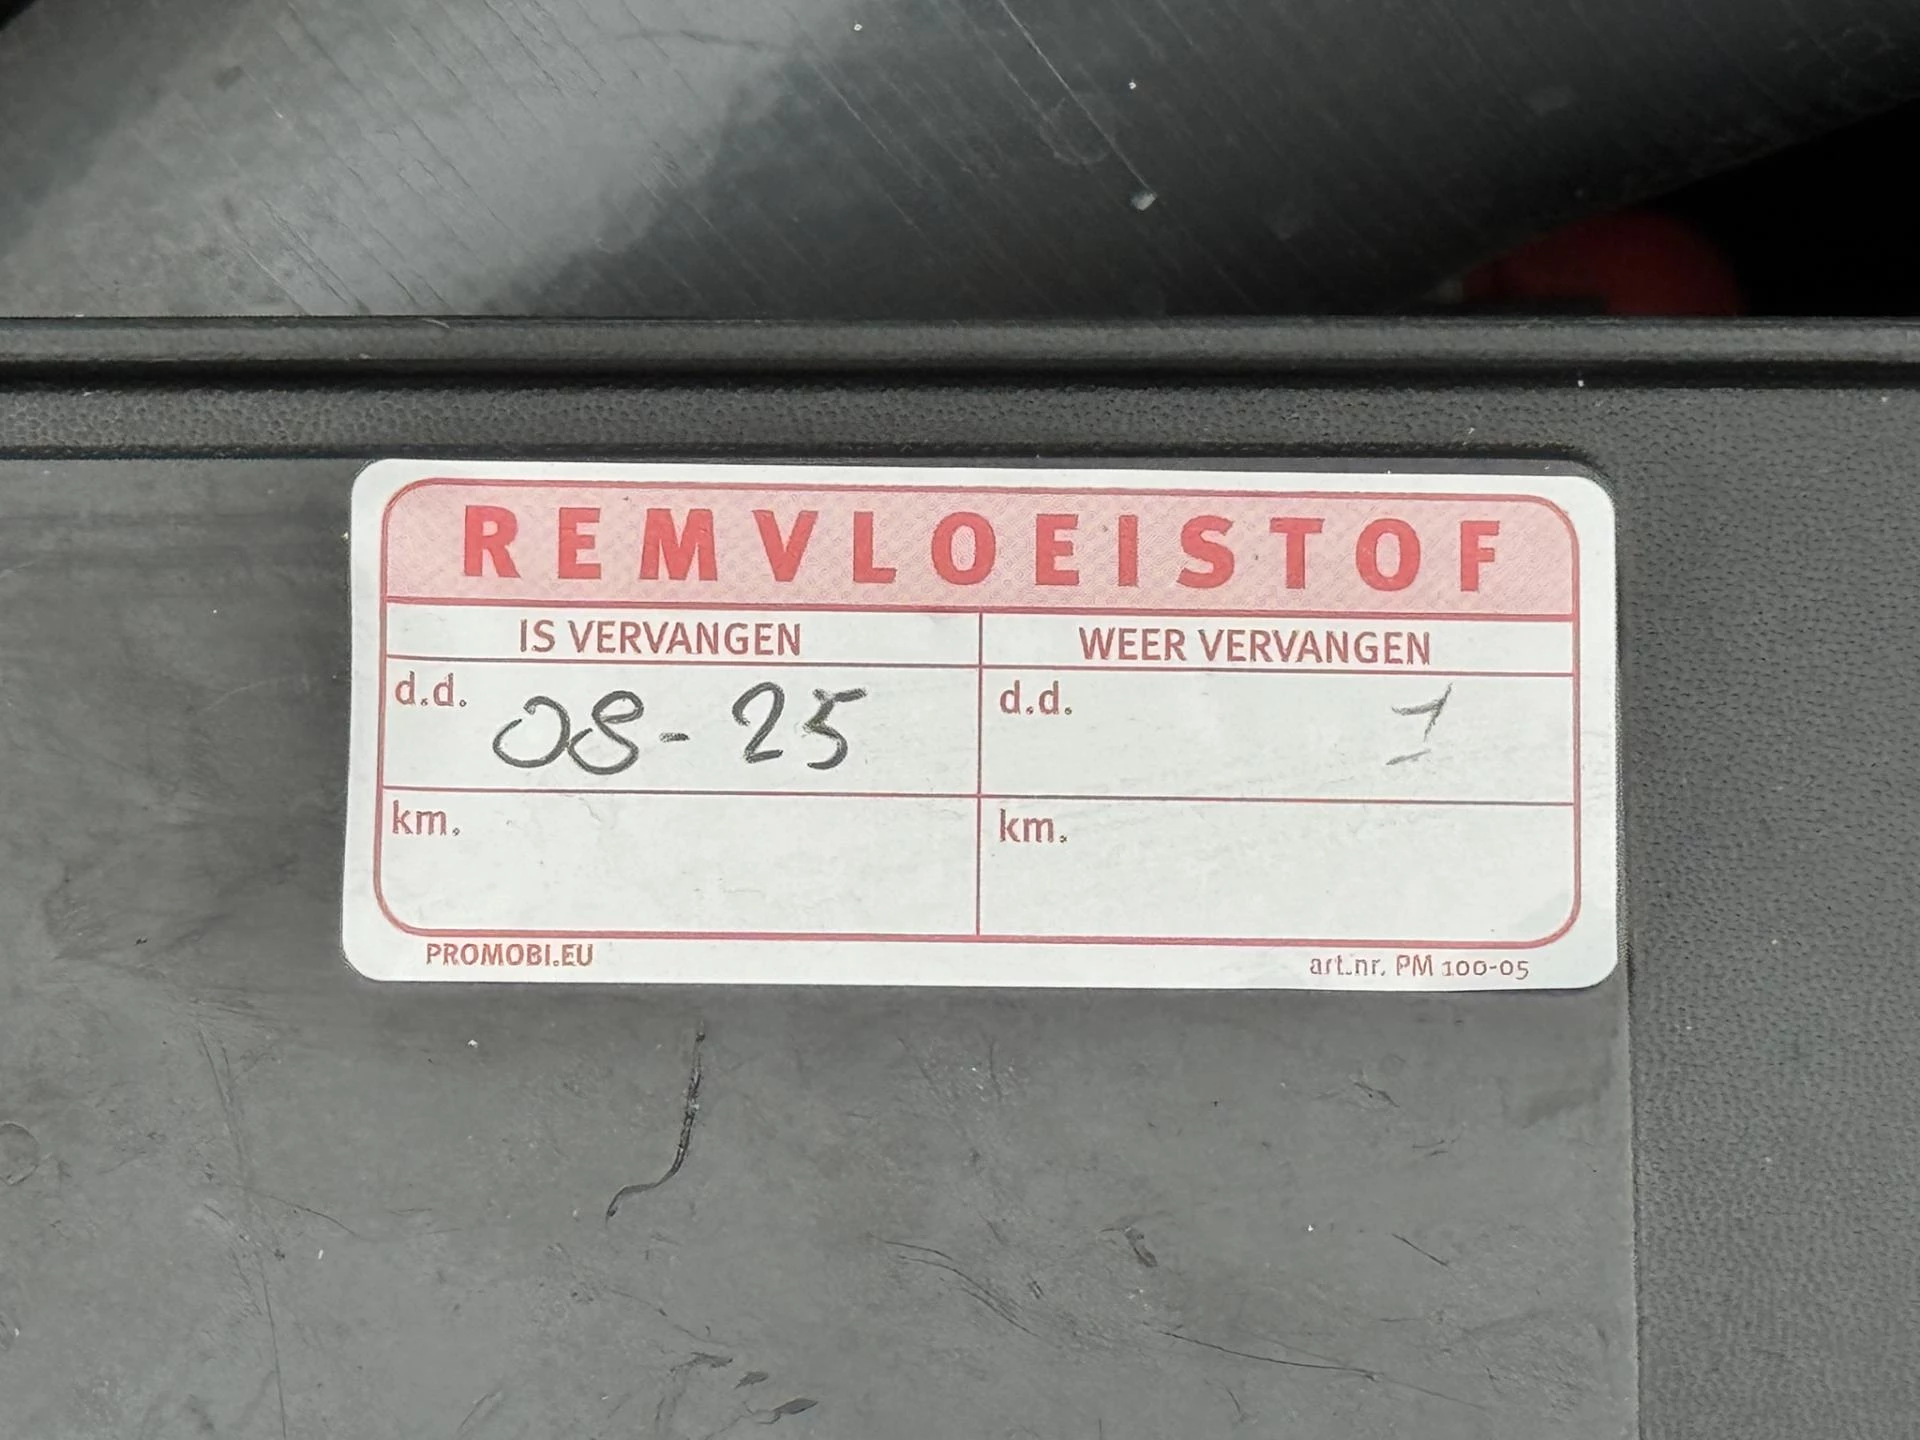 REMVLOEISTOF
IS VERVANGEN WEER VERVANGEN
d.d. 08-25 d.d.
km. km.
PROMOBI.EU art.nr. PM 100-05